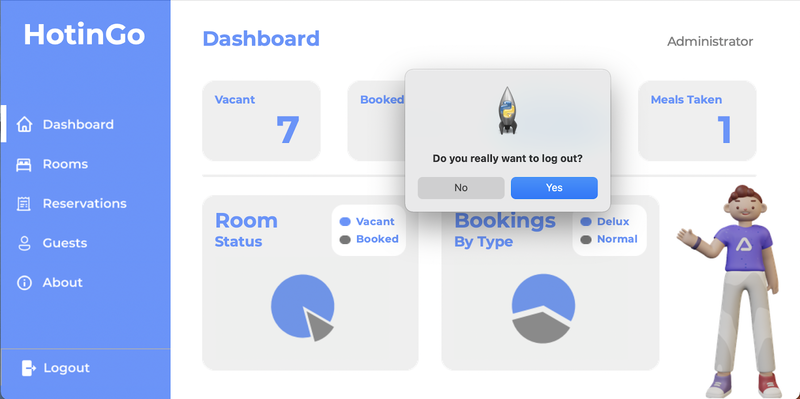 HotinGo
Dashboard
Rooms
Reservations
Guests
About
Logout
Dashboard
Administrator
Vacant
7
Booked
Meals Taken
1
Do you really want to log out?
No
Yes
Room
Status
Vacant
Booked
Bookings
By Type
Delux
Normal